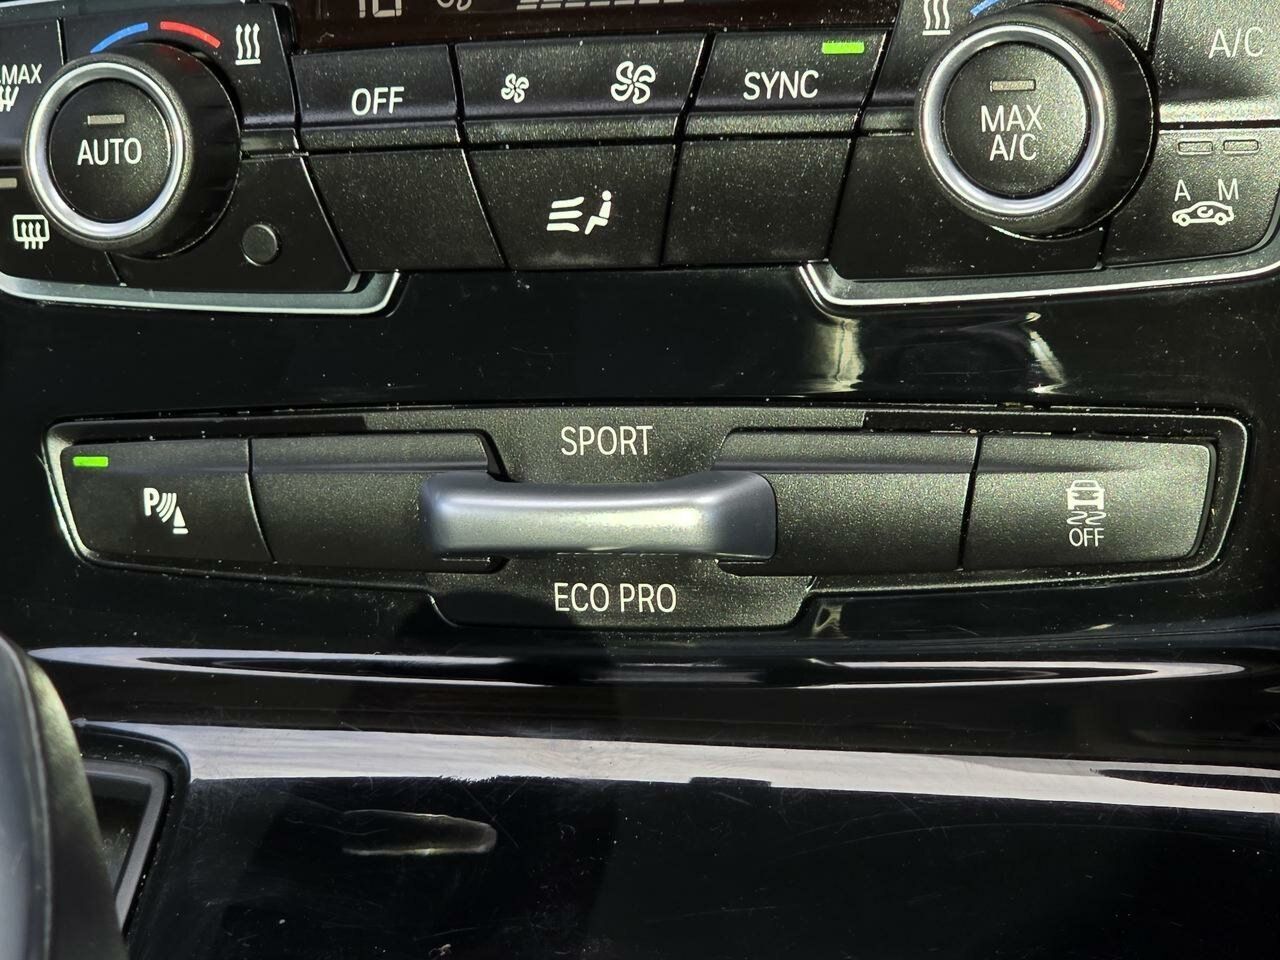 MAX
AUTO
OFF
SYNC
MAX
A/C
A/C
A M
SPORT
P
OFF
ECO PRO